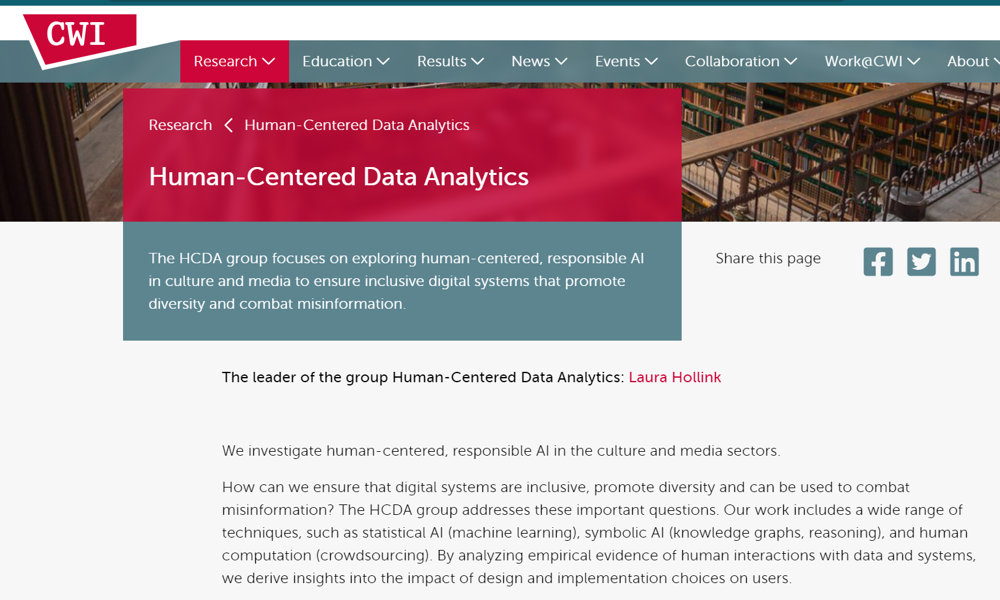 CWI
Research
Education
Results
News
Events
Collaboration
Work@CWI
About
Research
Human-Centered Data Analytics
Human-Centered Data Analytics
The HCDA group focuses on exploring human-centered, responsible AI
in culture and media to ensure inclusive digital systems that promote
diversity and combat misinformation.
Share this page
The leader of the group Human-Centered Data Analytics: Laura Hollink
We investigate human-centered, responsible AI in the culture and media sectors.
How can we ensure that digital systems are inclusive, promote diversity and can be used to combat
misinformation? The HCDA group addresses these important questions. Our work includes a wide range of
techniques, such as statistical AI (machine learning), symbolic AI (knowledge graphs, reasoning), and human
computation (crowdsourcing). By analyzing empirical evidence of human interactions with data and systems,
we derive insights into the impact of design and implementation choices on users.